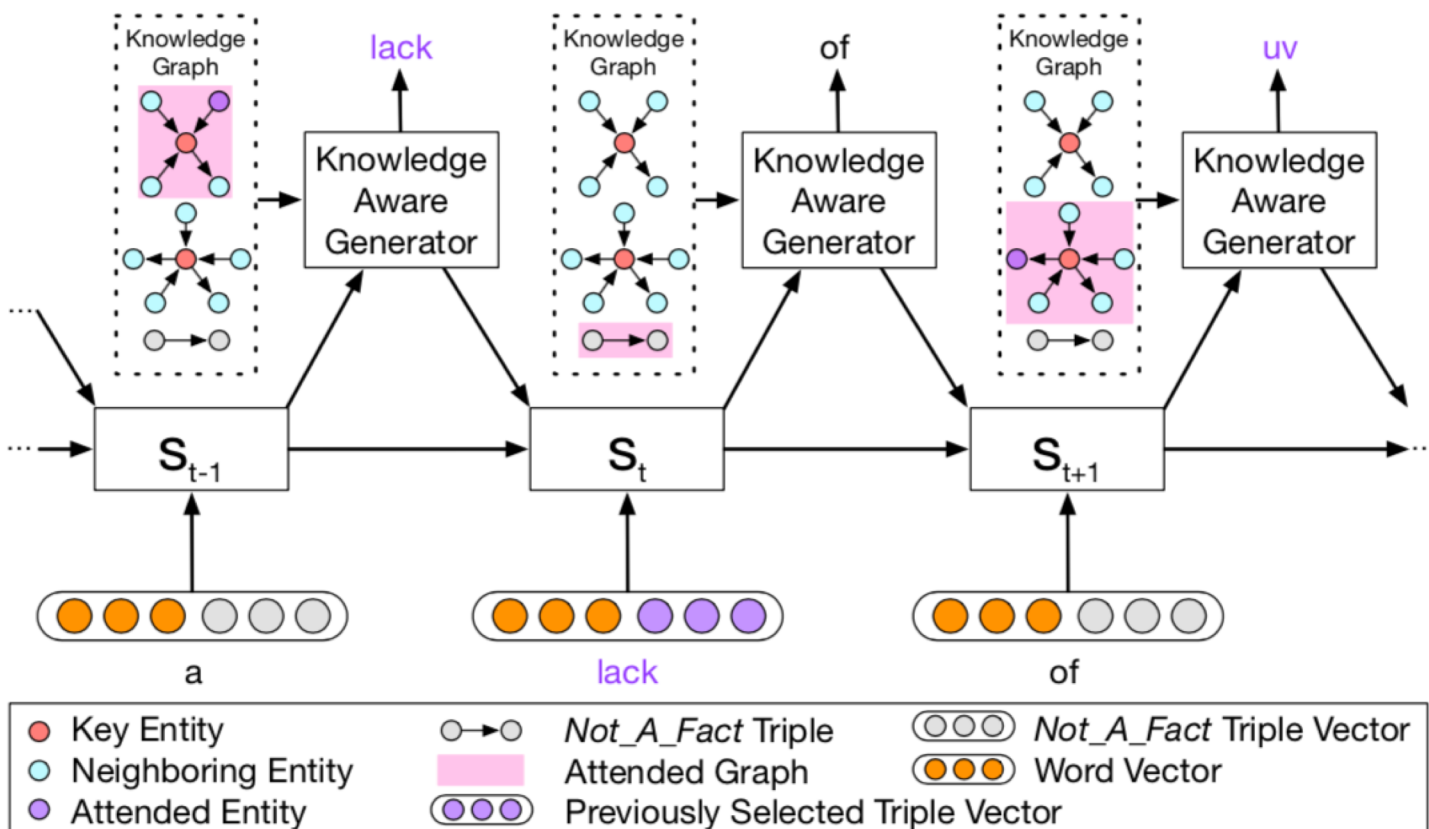 Knowledge
Graph
lack
Knowledge
Graph
of
Knowledge
Graph
uv
Knowledge
Aware
Generator
Knowledge
Aware
Generator
Knowledge
Aware
Generator
...
...
St-1
St
St+1
..
a
lack
of
Key Entity
Not_A_Fact Triple
Not_A_Fact Triple Vector
Neighboring Entity
Attended Graph
Word Vector
Attended Entity
Previously Selected Triple Vector